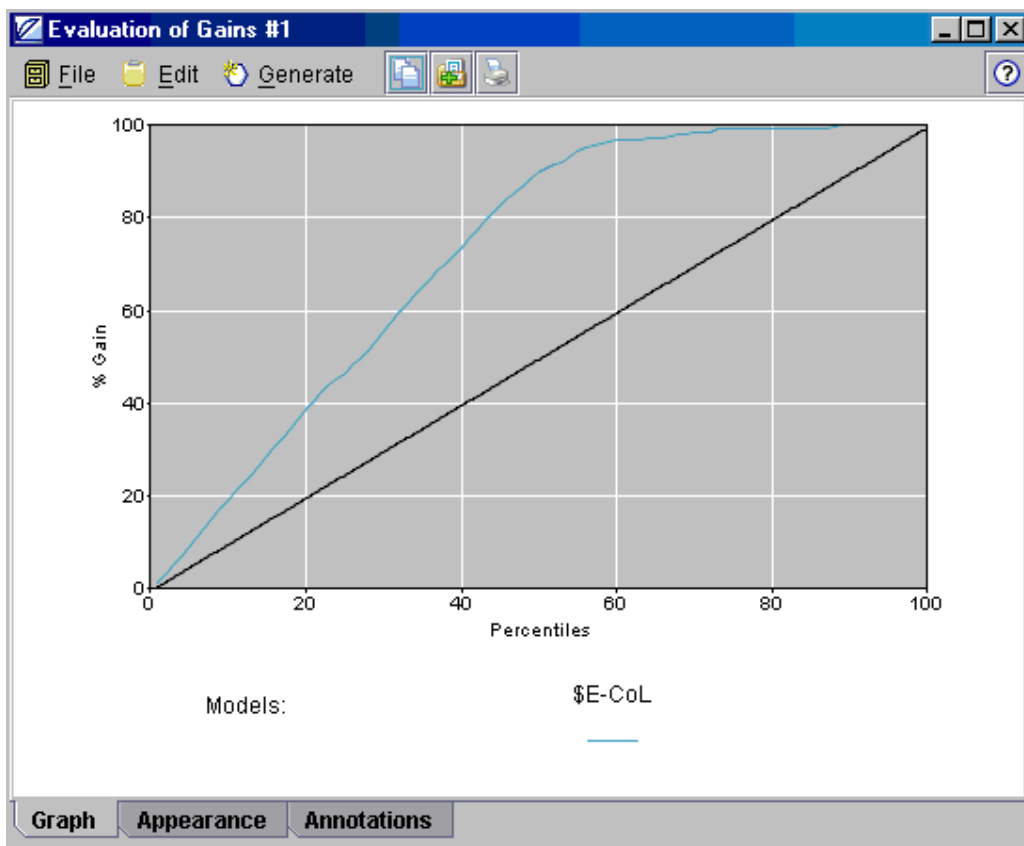 Evaluation of Gains #1
File Edit Generate
100
80
60
40
20
0
% Gain
0 20 40 60 80 100
Percentiles
Models: $E-CoL
Graph Appearance Annotations